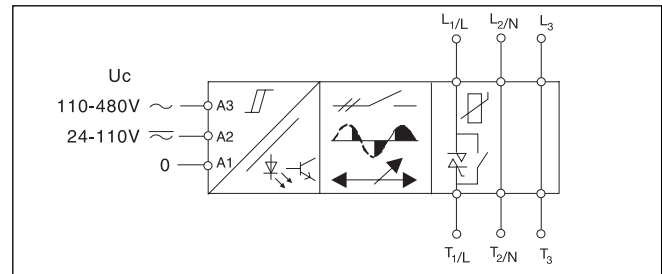 L1/L L2/N L3
Uc
110-480V ~ A3
24-110V ⎓~ A2
0 A1
T1/L T2/N T3